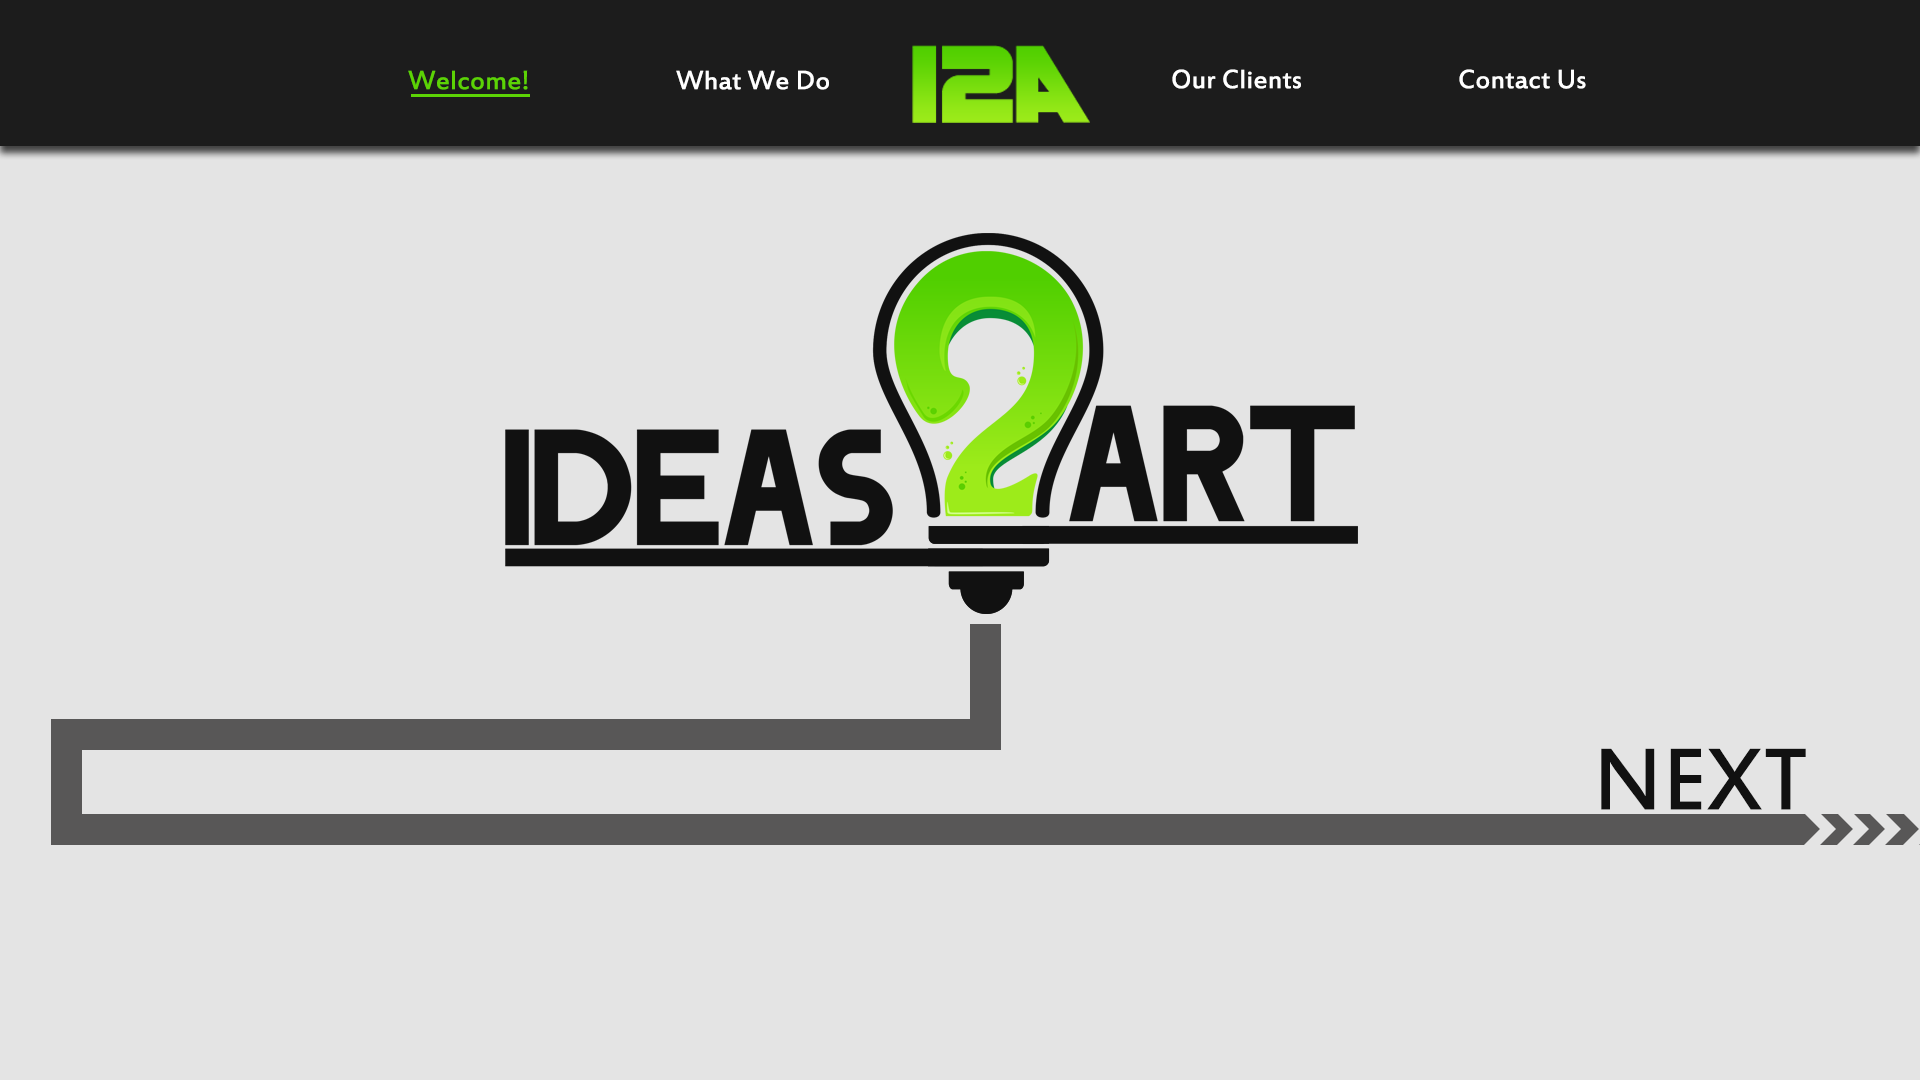 Welcome!
What We Do
I2A
Our Clients
Contact Us
IDEAS 2 ART
NEXT